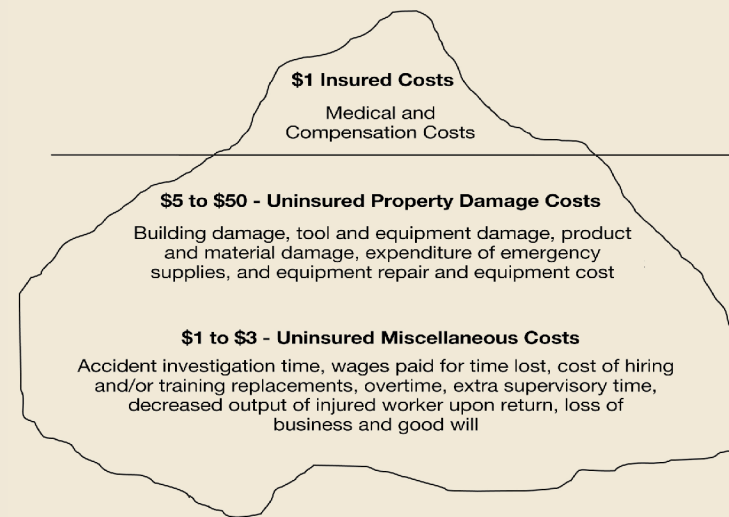 $1 Insured Costs
Medical and
Compensation Costs
$5 to $50 - Uninsured Property Damage Costs
Building damage, tool and equipment damage, product
and material damage, expenditure of emergency
supplies, and equipment repair and equipment cost
$1 to $3 - Uninsured Miscellaneous Costs
Accident investigation time, wages paid for time lost, cost of hiring
and/or training replacements, overtime, extra supervisory time,
decreased output of injured worker upon return, loss of
business and good will